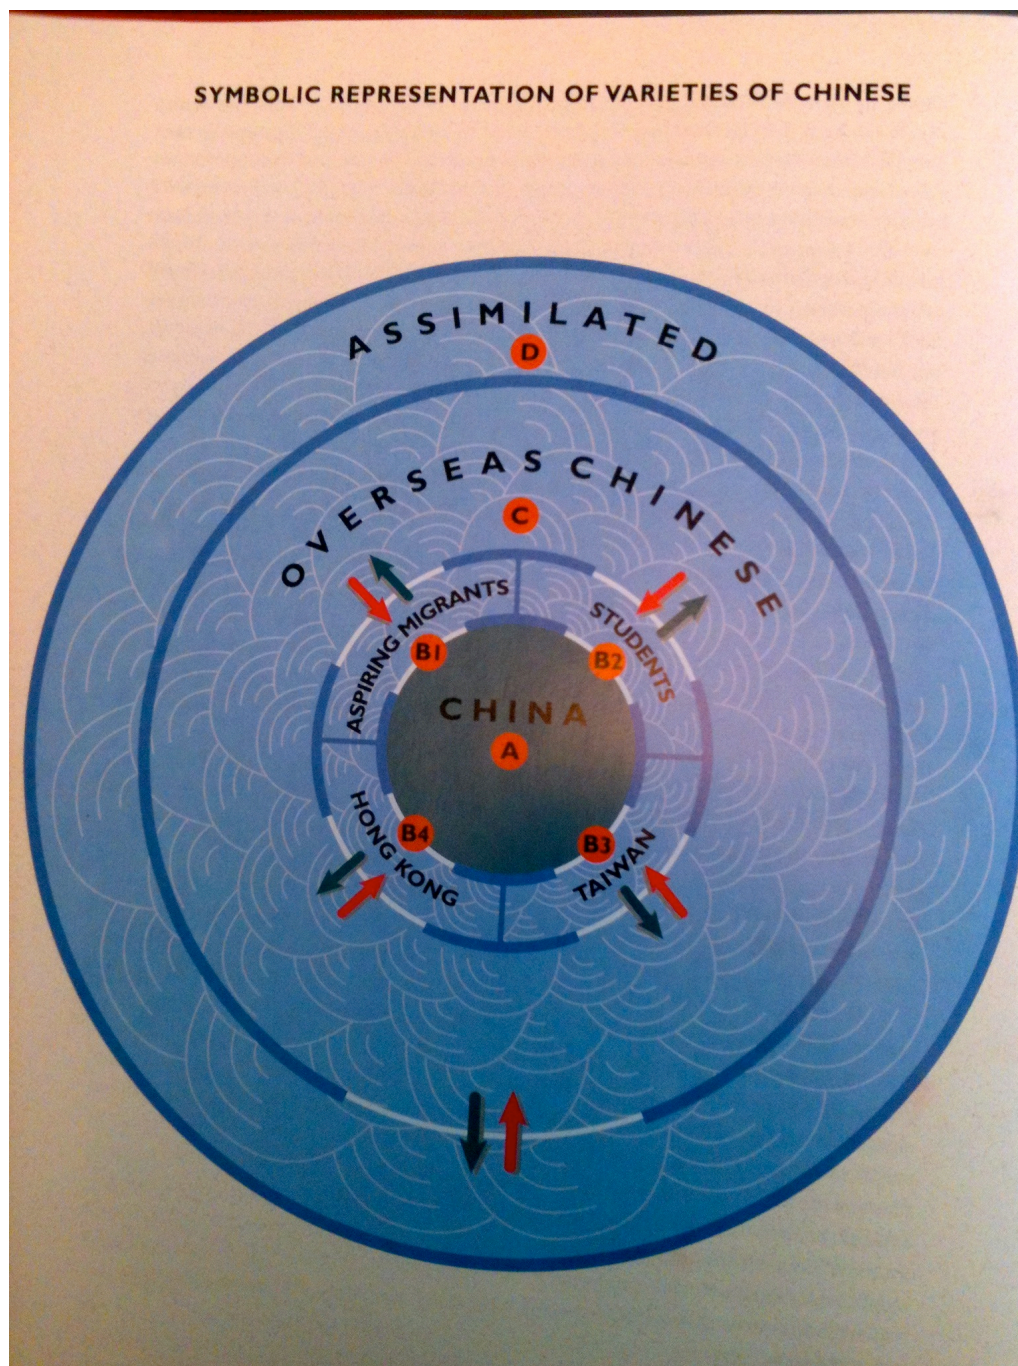 SYMBOLIC REPRESENTATION OF VARIETIES OF CHINESE
ASSIMILATED
D
OVERSEAS CHINESE
C
ASPIRING MIGRANTS
B1
STUDENTS
B2
CHINA
A
HONG KONG
B4
TAIWAN
B3